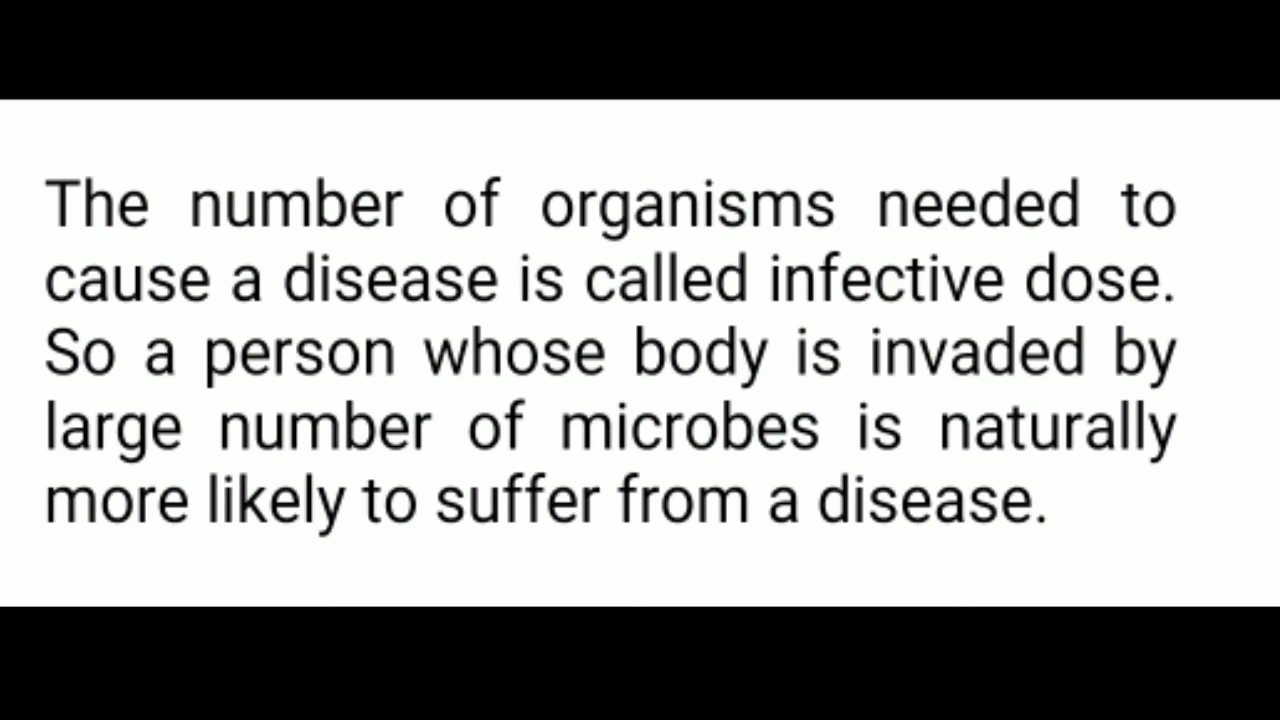 The number of organisms needed to
cause a disease is called infective dose.
So a person whose body is invaded by
large number of microbes is naturally
more likely to suffer from a disease.